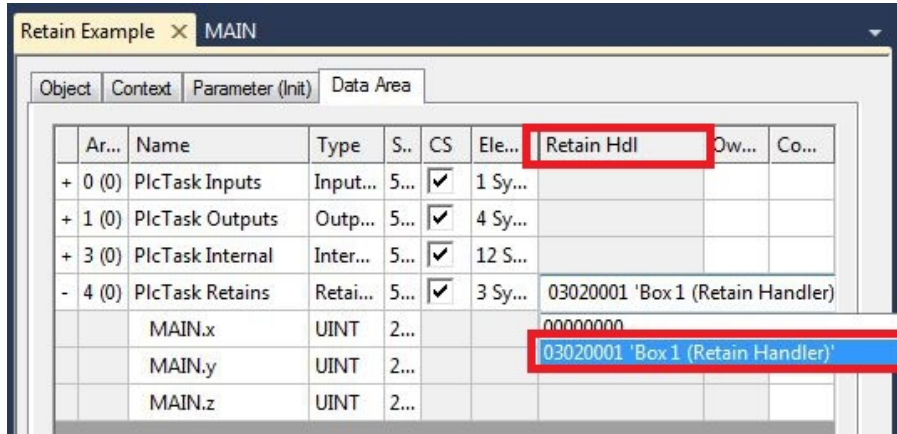 Retain Example × MAIN
Object Context Parameter (Init) Data Area
Ar... Name Type S.. CS Ele... Retain Hdl Ow... Co...
+ 0 (0) PlcTask Inputs Input... 5... 1 Sy...
+ 1 (0) PlcTask Outputs Outp... 5... 4 Sy...
+ 3 (0) PlcTask Internal Inter... 5... 12 S...
- 4 (0) PlcTask Retains Retai... 5... 3 Sy... 03020001 'Box 1 (Retain Handler)
MAIN.x UINT 2... 00000000
MAIN.y UINT 2... 03020001 'Box 1 (Retain Handler)'
MAIN.z UINT 2...